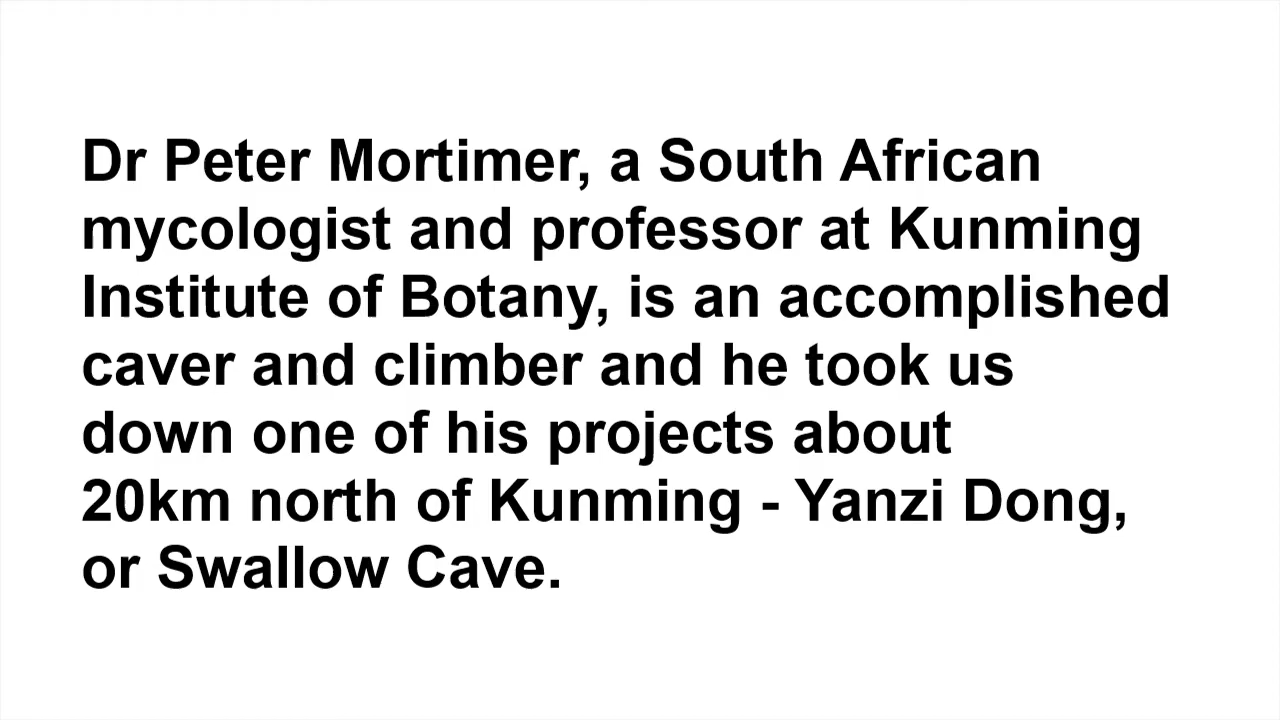 Dr Peter Mortimer, a South African
mycologist and professor at Kunming
Institute of Botany, is an accomplished
caver and climber and he took us
down one of his projects about
20km north of Kunming - Yanzi Dong,
or Swallow Cave.